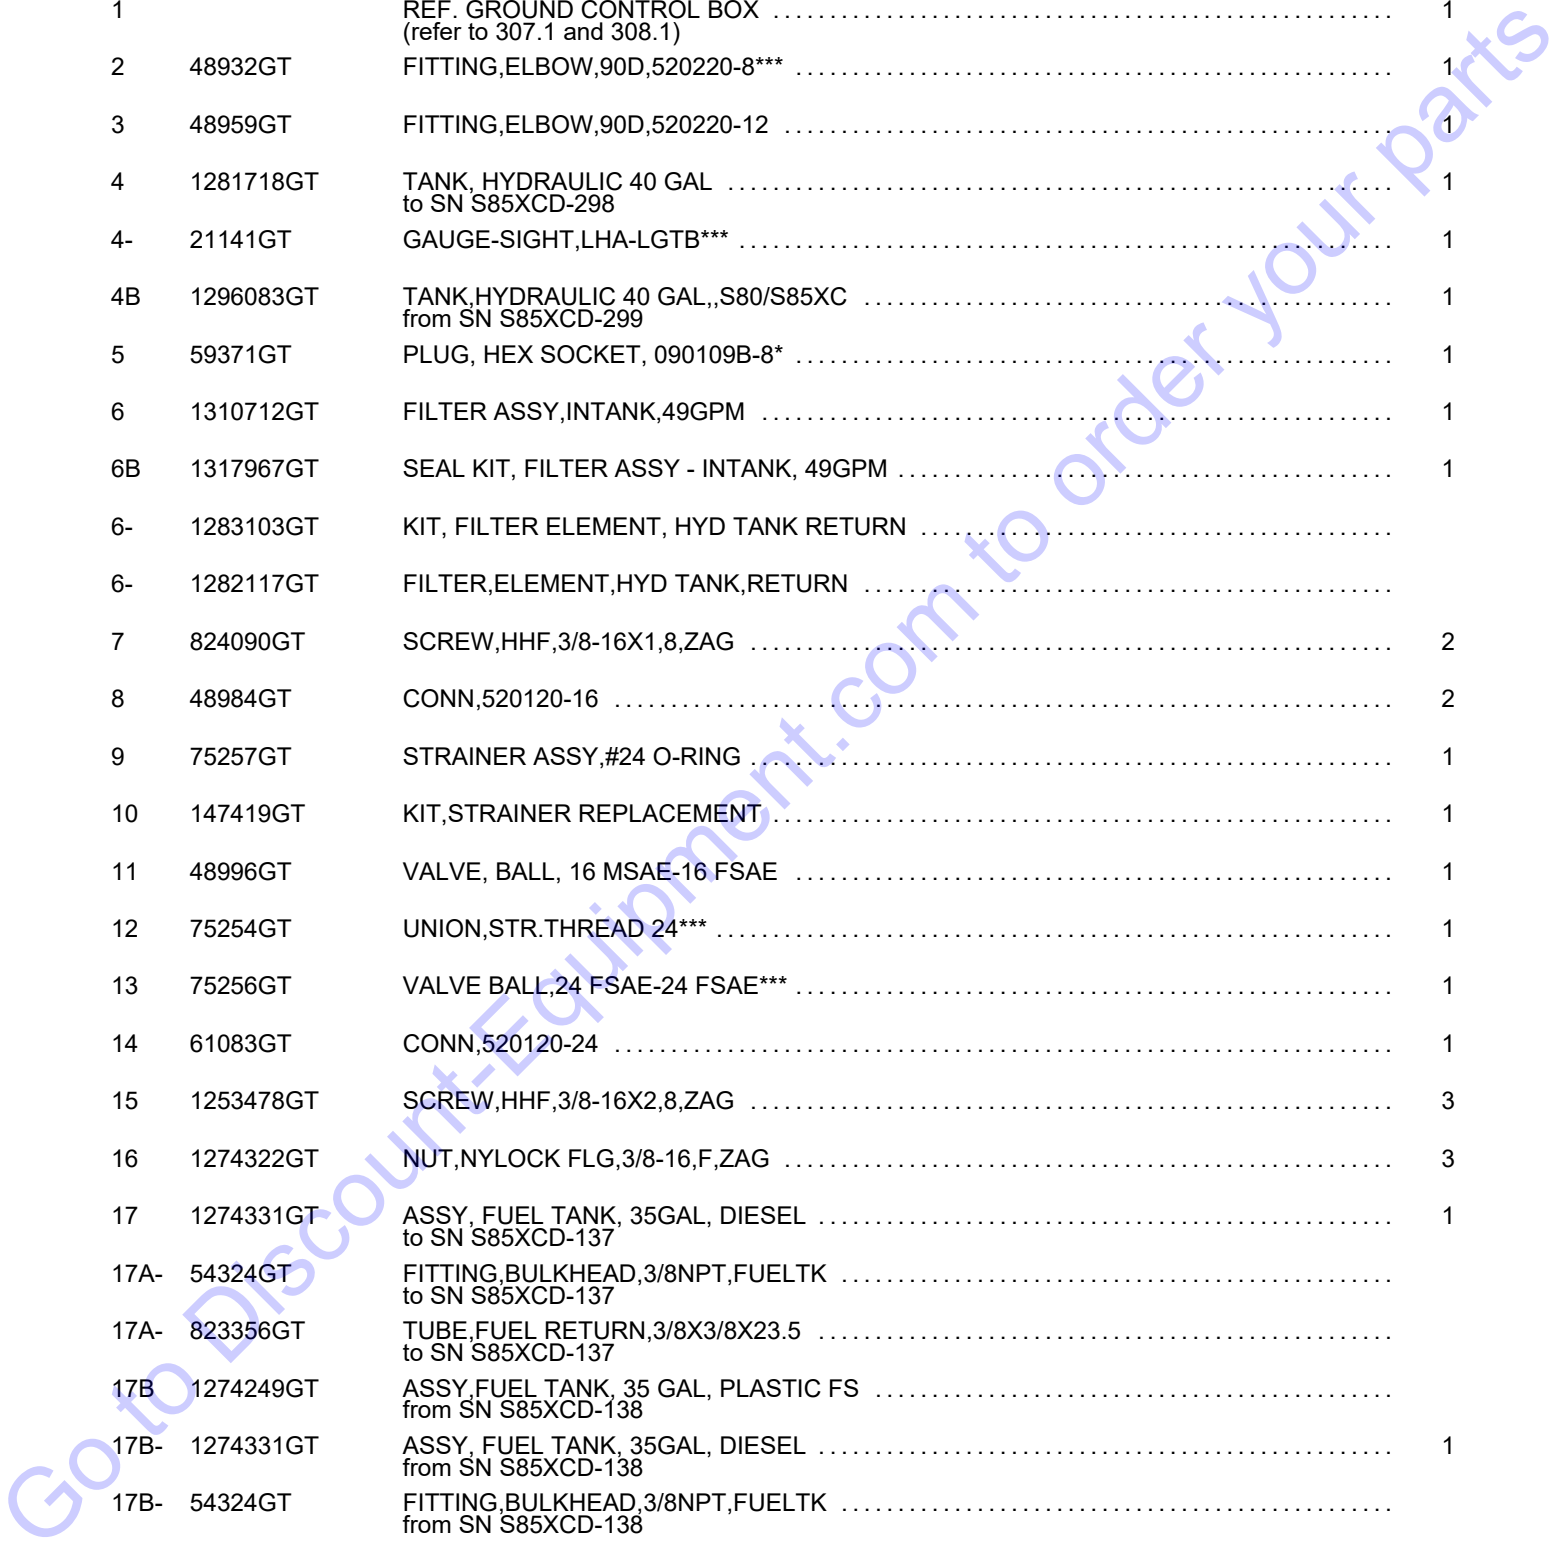 1 REF. GROUND CONTROL BOX ........ 1
(refer to 307.1 and 308.1)
2 48932GT FITTING,ELBOW,90D,520220-8*** ........ 1
3 48959GT FITTING,ELBOW,90D,520220-12 ........ 1
4 1281718GT TANK, HYDRAULIC 40 GAL ........ 1
to SN S85XCD-298
4- 21141GT GAUGE-SIGHT,LHA-LGTB*** ........ 1
4B 1296083GT TANK,HYDRAULIC 40 GAL,,S80/S85XC ........ 1
from SN S85XCD-299
5 59371GT PLUG, HEX SOCKET, 090109B-8* ........ 1
6 1310712GT FILTER ASSY,INTANK,49GPM ........ 1
6B 1317967GT SEAL KIT, FILTER ASSY - INTANK, 49GPM ........ 1
6- 1283103GT KIT, FILTER ELEMENT, HYD TANK RETURN ........
6- 1282117GT FILTER,ELEMENT,HYD TANK,RETURN ........
7 824090GT SCREW,HHF,3/8-16X1,8,ZAG ........ 2
8 48984GT CONN,520120-16 ........ 2
9 75257GT STRAINER ASSY,#24 O-RING ........ 1
10 147419GT KIT,STRAINER REPLACEMENT ........ 1
11 48996GT VALVE, BALL, 16 MSAE-16 FSAE ........ 1
12 75254GT UNION,STR.THREAD 24*** ........ 1
13 75256GT VALVE BALL,24 FSAE-24 FSAE*** ........ 1
14 61083GT CONN,520120-24 ........ 1
15 1253478GT SCREW,HHF,3/8-16X2,8,ZAG ........ 3
16 1274322GT NUT,NYLOCK FLG,3/8-16,F,ZAG ........ 3
17 1274331GT ASSY, FUEL TANK, 35GAL, DIESEL ........ 1
to SN S85XCD-137
17A- 54324GT FITTING,BULKHEAD,3/8NPT,FUELTK ........
to SN S85XCD-137
17A- 823356GT TUBE,FUEL RETURN,3/8X3/8X23.5 ........
to SN S85XCD-137
17B 1274249GT ASSY,FUEL TANK, 35 GAL, PLASTIC FS ........
from SN S85XCD-138
17B- 1274331GT ASSY, FUEL TANK, 35GAL, DIESEL ........ 1
from SN S85XCD-138
17B- 54324GT FITTING,BULKHEAD,3/8NPT,FUELTK ........
from SN S85XCD-138
Go to Discount-Equipment.com to order your parts